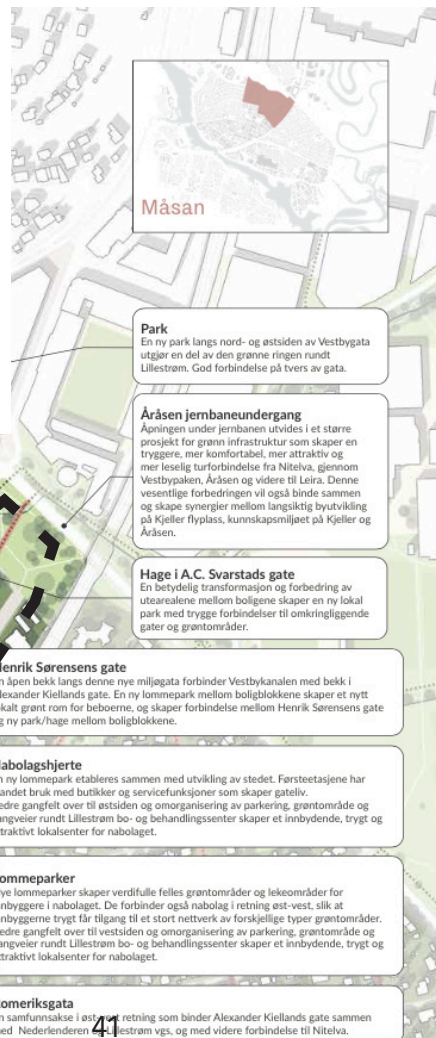 Måsan
Park
En ny park langs nord- og østsiden av Vestbygata
utgjør en del av den grønne ringen rundt
Lillestrøm. God forbindelse på tvers av gata.
Åråsen jernbaneundergang
Åpningen under jernbanen utvides i et større
prosjekt for grønn infrastruktur som skaper en
tryggere, mer komfortabel, mer attraktiv og
mer leselig turforbindelse fra Nitelva, gjennom
Vestbypaken, Åråsen og videre til Leira. Denne
vesentlige forbedringen vil også binde sammen
og skape synergier mellom langsiktig byutvikling
på Kjeller flyplass, kunnskapsmiljøet på Kjeller og
Åråsen.
Hage i A.C. Svarstads gate
En betydelig transformasjon og forbedring av
utearealene mellom boligene skaper en ny lokal
park med trygge forbindelser til omkringliggende
gater og grøntområder.
enrik Sørensens gate
n åpen bekk langs denne nye miljøgata forbinder Vestbykanalen med bekk i
lexander Kiellands gate. En ny lommepark mellom boligblokkene skaper et nytt
okalt grønt rom for beboerne, og skaper forbindelse mellom Henrik Sørensens gate
g ny park/hage mellom boligblokkene.
abolagshjerte
n ny lommepark etableres sammen med utvikling av stedet. Førsteetasjene har
landet bruk med butikker og servicefunksjoner som skaper gateliv.
edre gangfelt over til østsiden og omorganisering av parkering, grøntområde og
angveier rundt Lillestrøm bo- og behandlingssenter skaper et innbydende, trygt og
ttraktivt lokalsenter for nabolaget.
ommeparker
ye lommeparker skaper verdifulle felles grøntområder og lekeområder for
nnbyggere i nabolaget. De forbinder også nabolag i retning øst-vest, slik at
nnbyggerne trygt får tilgang til et stort nettverk av forskjellige typer grøntområder.
edre gangfelt over til vestsiden og omorganisering av parkering, grøntområde og
angveier rundt Lillestrøm bo- og behandlingssenter skaper et innbydende, trygt og
ttraktivt lokalsenter for nabolaget.
omeriksgata
n samfunnsakse i øst-vest retning som binder Alexander Kiellands gate sammen
ned Nederlenderen og Lillestrøm vgs, og med videre forbindelse til Nitelva.
41